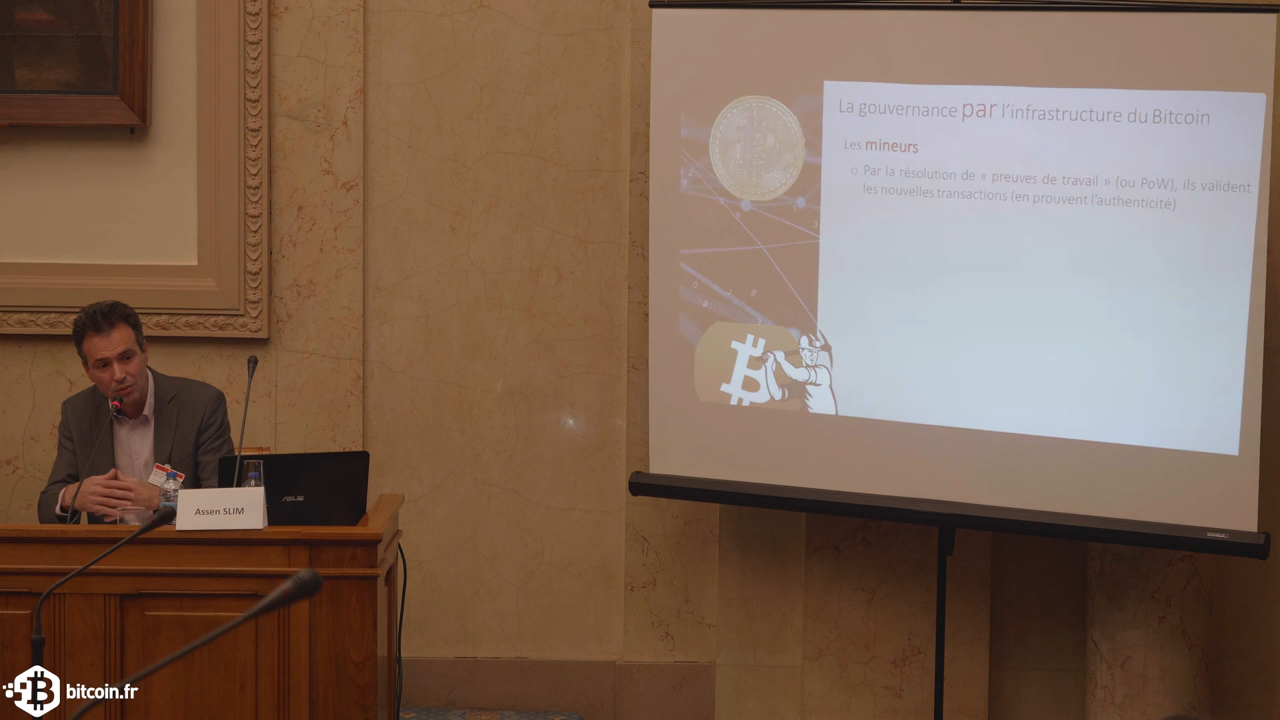 La gouvernance par l'infrastructure du Bitcoin
Les mineurs
o Par la résolution de « preuves de travail » (ou PoW), ils valident
les nouvelles transactions (en prouvent l'authenticité)
ASUS
Assen SLIM
bitcoin.fr